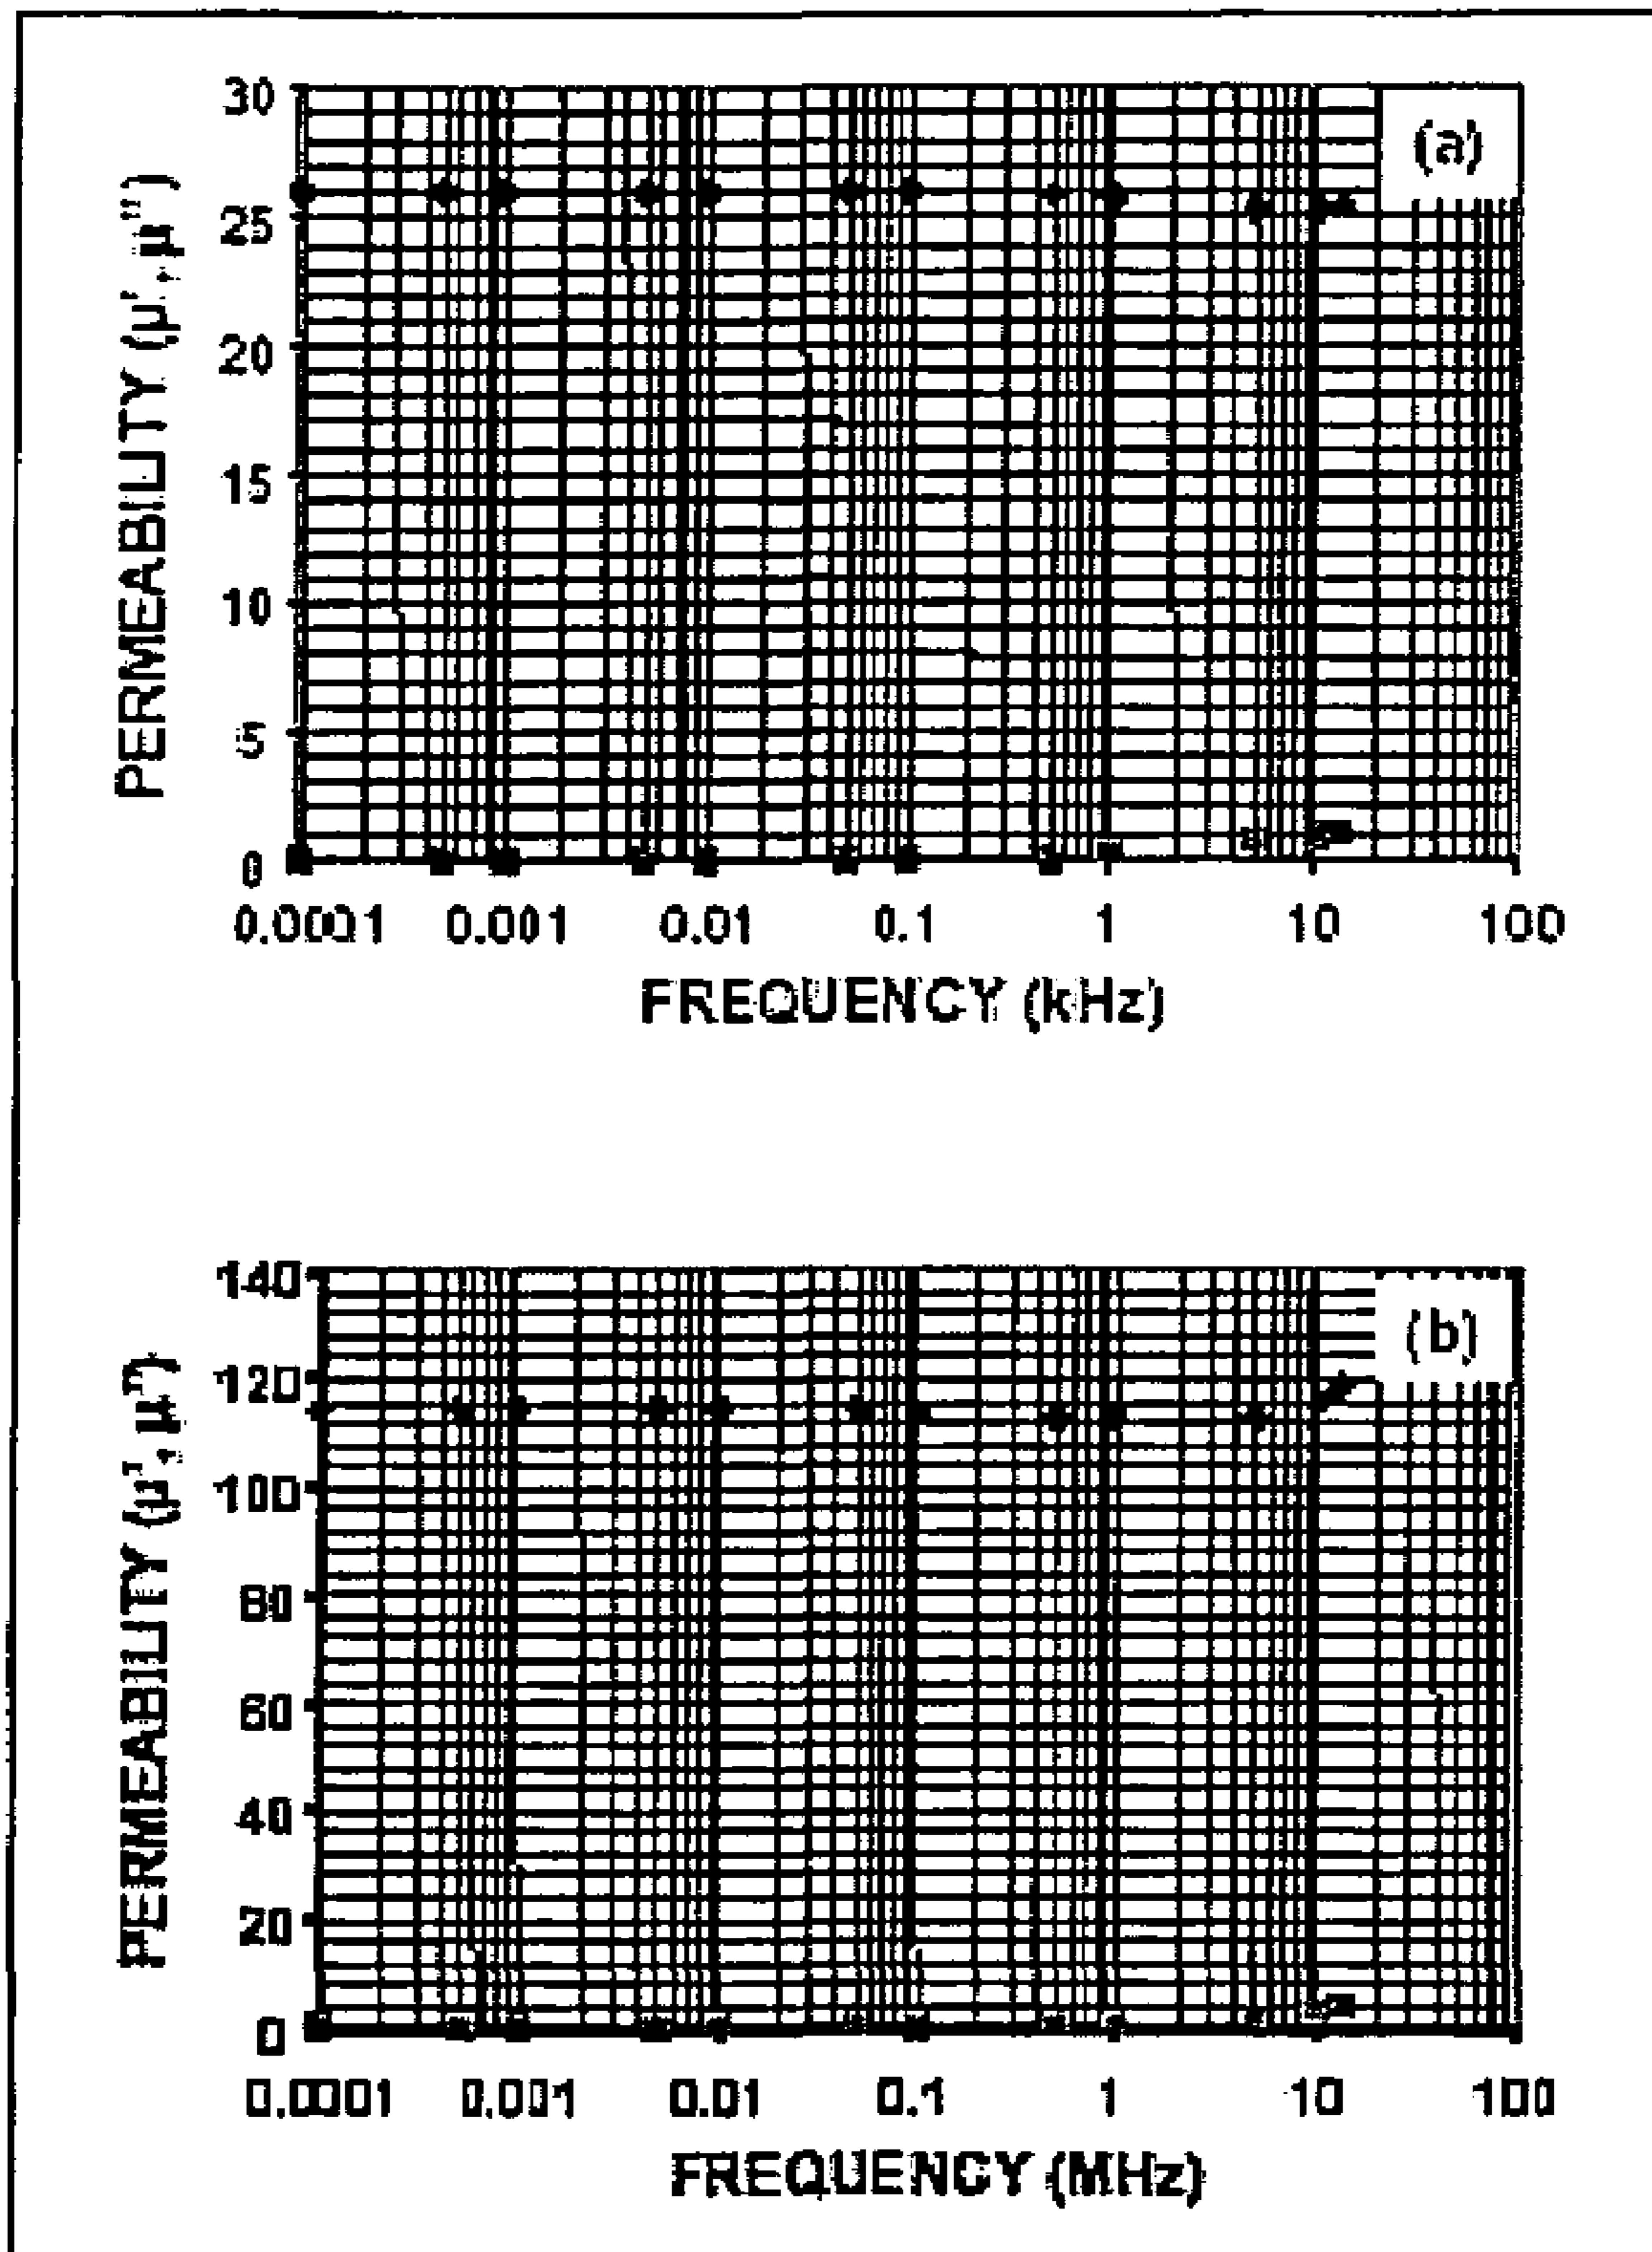 (a)
PERMEABILITY (μ', μ")
30
25
20
15
10
5
0
0.0001 0.001 0.01 0.1 1 10 100
FREQUENCY (kHz)
(b)
PERMEABILITY (μ', μ")
140
120
100
80
60
40
20
0
0.0001 0.001 0.01 0.1 1 10 100
FREQUENCY (MHz)